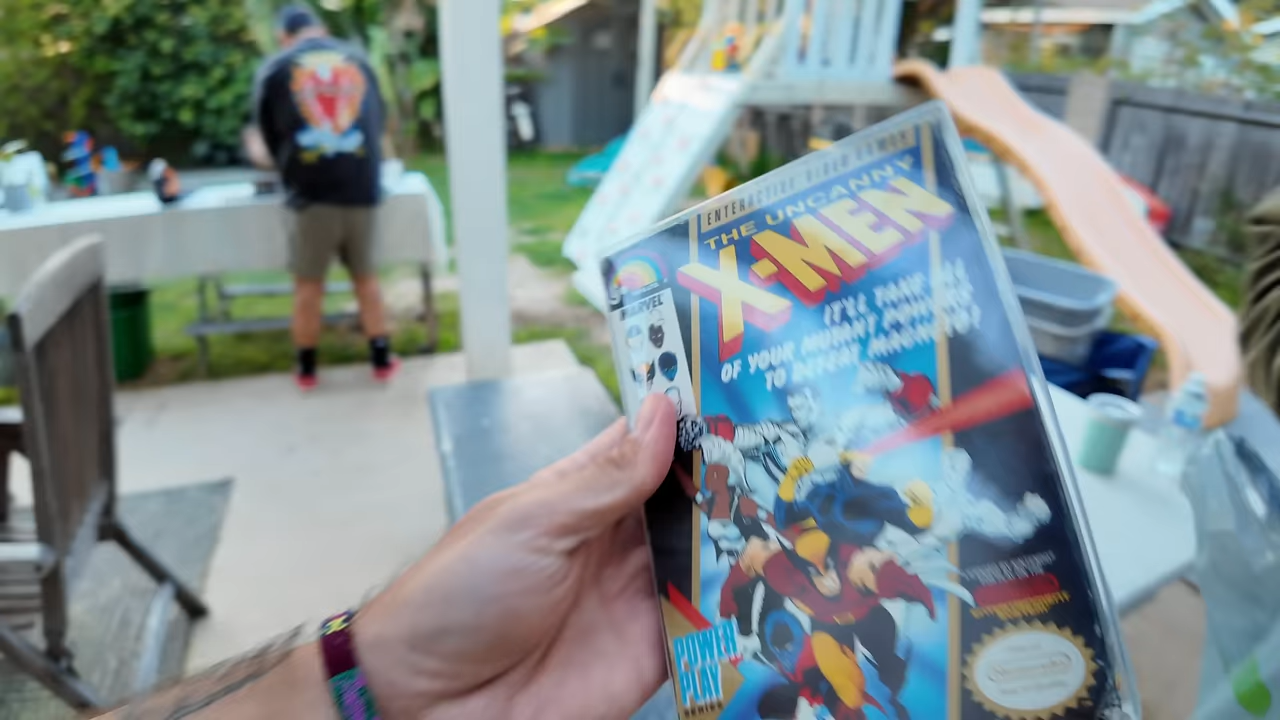 ENTERACTIVE VIDEO GAMES
THE UNCANNY
X-MEN
MARVEL
IT'LL TAKE ALL
OF YOUR MUTANT POWERS
TO DEFEAT MAGNETO!
POWER
PLAY
SERIES